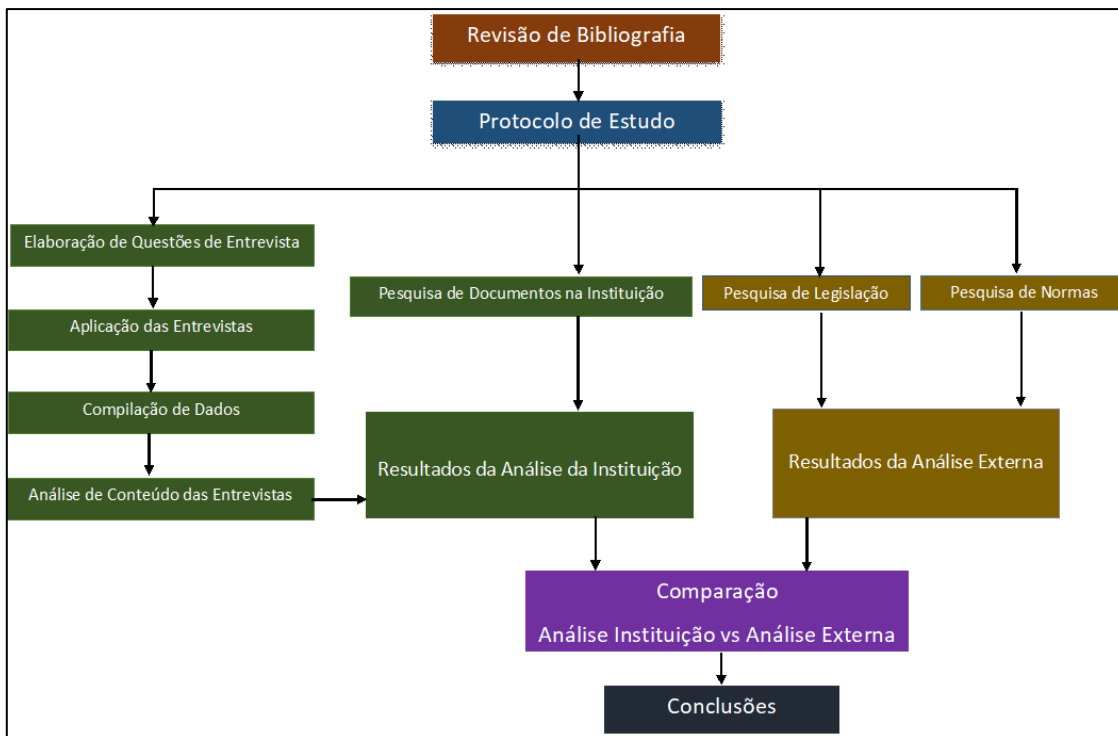 Revisão de Bibliografia
Protocolo de Estudo
Elaboração de Questões de Entrevista
Pesquisa de Documentos na Instituição
Pesquisa de Legislação
Pesquisa de Normas
Aplicação das Entrevistas
Compilação de Dados
Análise de Conteúdo das Entrevistas
Resultados da Análise da Instituição
Resultados da Análise Externa
Comparação
Análise Instituição vs Análise Externa
Conclusões